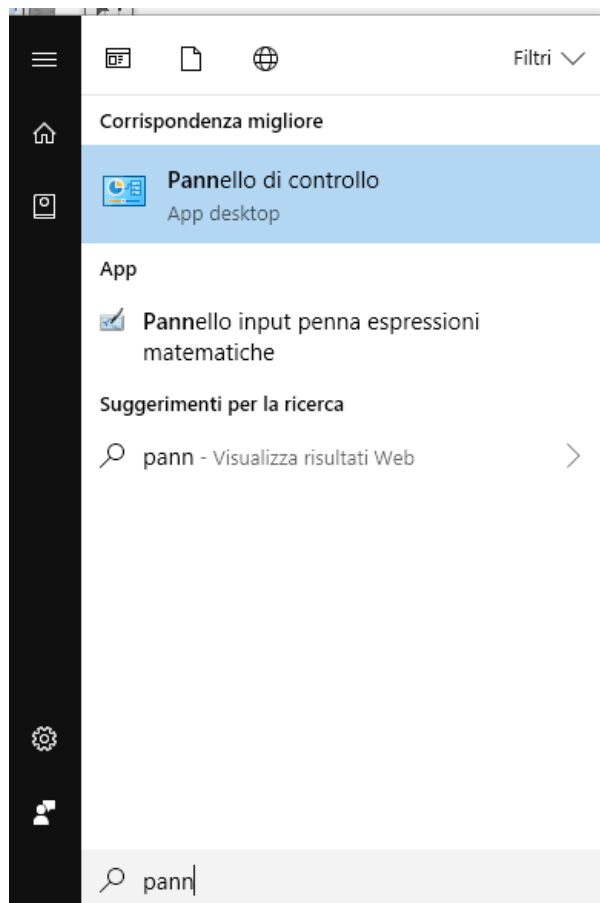 Filtri
Corrispondenza migliore
Pannello di controllo
App desktop
App
Pannello input penna espressioni
matematiche
Suggerimenti per la ricerca
pann - Visualizza risultati Web
pann